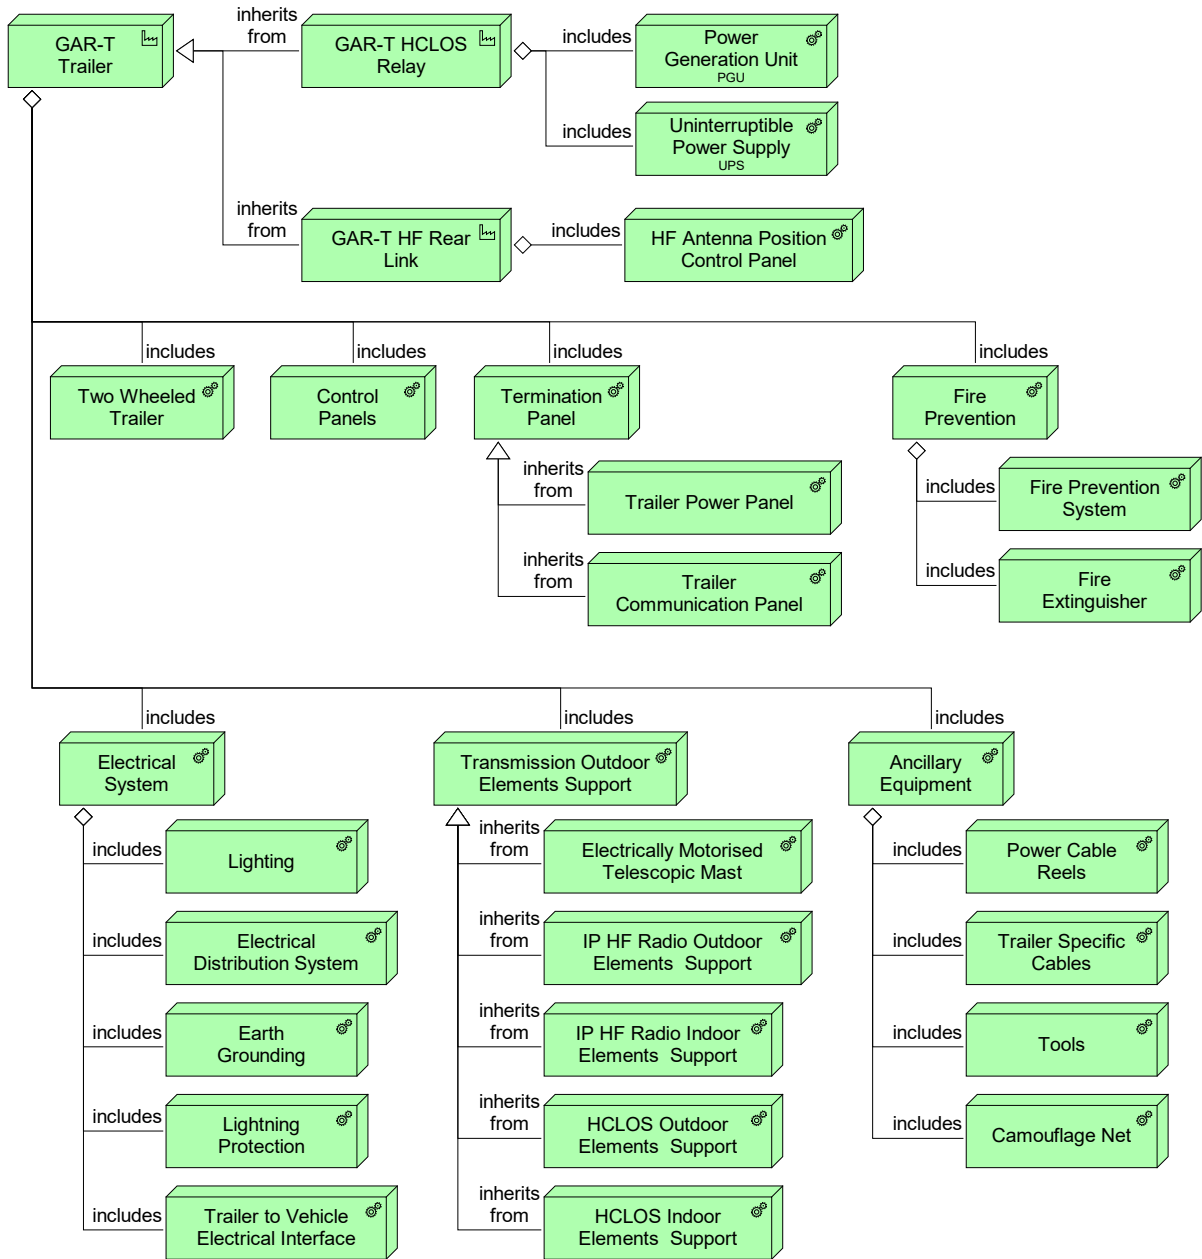 GAR-T
Trailer
inherits
from
GAR-T HCLOS
Relay
includes
Power
Generation Unit
PGU
includes
Uninterruptible
Power Supply
UPS
inherits
from
GAR-T HF Rear
Link
includes
HF Antenna Position
Control Panel
includes
Two Wheeled
Trailer
includes
Control
Panels
includes
Termination
Panel
inherits
from
Trailer Power Panel
inherits
from
Trailer
Communication Panel
includes
Fire
Prevention
includes
Fire Prevention
System
includes
Fire
Extinguisher
includes
Electrical
System
includes
Lighting
includes
Electrical
Distribution System
includes
Earth
Grounding
includes
Lightning
Protection
includes
Trailer to Vehicle
Electrical Interface
includes
Transmission Outdoor
Elements Support
inherits
from
Electrically Motorised
Telescopic Mast
inherits
from
IP HF Radio Outdoor
Elements  Support
inherits
from
IP HF Radio Indoor
Elements  Support
inherits
from
HCLOS Outdoor
Elements  Support
inherits
from
HCLOS Indoor
Elements  Support
includes
Ancillary
Equipment
includes
Power Cable
Reels
includes
Trailer Specific
Cables
includes
Tools
includes
Camouflage Net